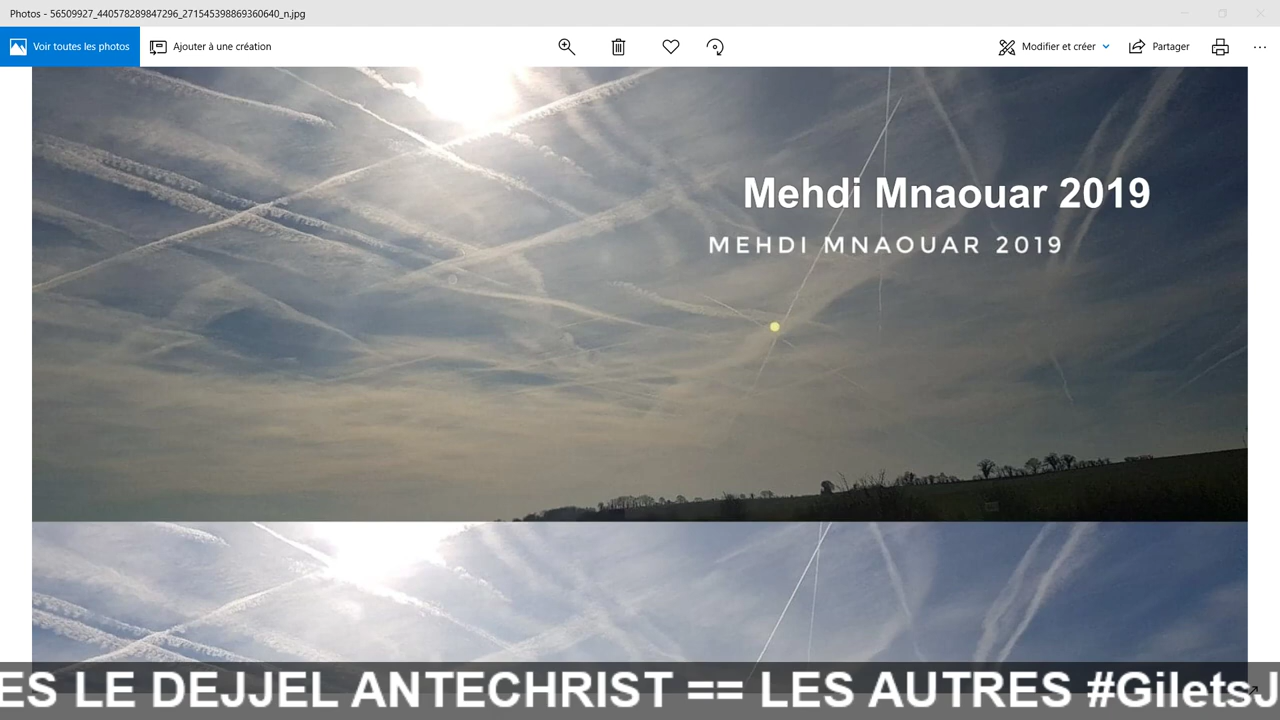 Photos - 56509927_440578289847296_271545398869360640_n.jpg
Voir toutes les photos
Ajouter à une création
Modifier et créer
Partager
Mehdi Mnaouar 2019
MEHDI MNAOUAR 2019
ES LE DEJJEL ANTECHRIST == LES AUTRES #GiletsJ